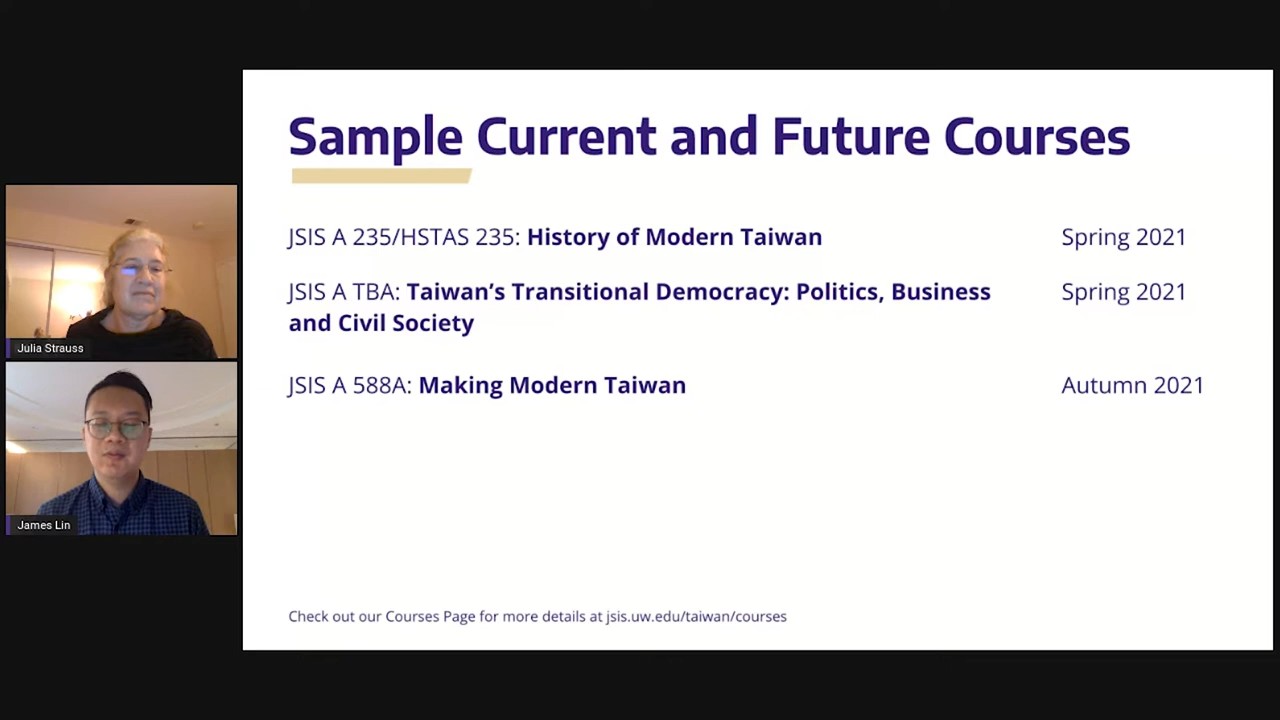 Sample Current and Future Courses
JSIS A 235/HSTAS 235: History of Modern Taiwan Spring 2021
JSIS A TBA: Taiwan’s Transitional Democracy: Politics, Business Spring 2021
and Civil Society
JSIS A 588A: Making Modern Taiwan Autumn 2021
Check out our Courses Page for more details at jsis.uw.edu/taiwan/courses
Julia Strauss
James Lin